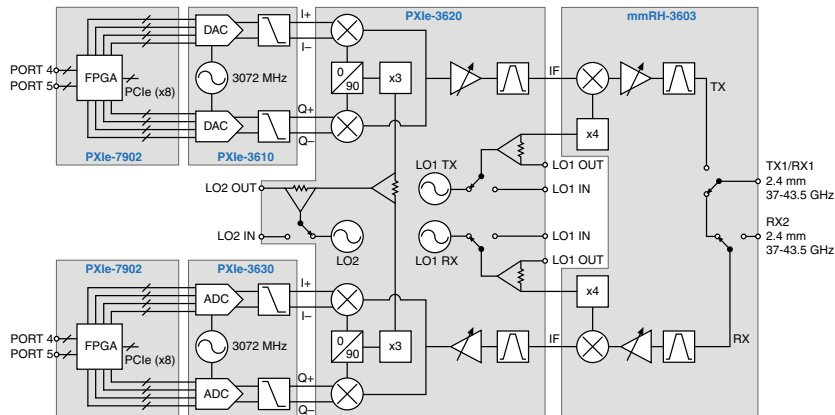 PXIe-3620
mmRH-3603
I+
DAC
I–
PORT 4
FPGA
3072 MHz
0
90
x3
IF
PORT 5
PCIe (x8)
TX
Q+
DAC
Q–
x4
PXIe-7902
PXIe-3610
LO1 TX
LO1 OUT
TX1/RX1
LO2 OUT
LO1 IN
2.4 mm
37-43.5 GHz
RX2
LO2 IN
LO1 IN
2.4 mm
LO2
LO1 RX
LO1 OUT
37-43.5 GHz
PXIe-7902
PXIe-3630
I+
ADC
x4
I–
PORT 4
FPGA
3072 MHz
0
90
x3
IF
RX
PORT 5
PCIe (x8)
Q+
ADC
Q–